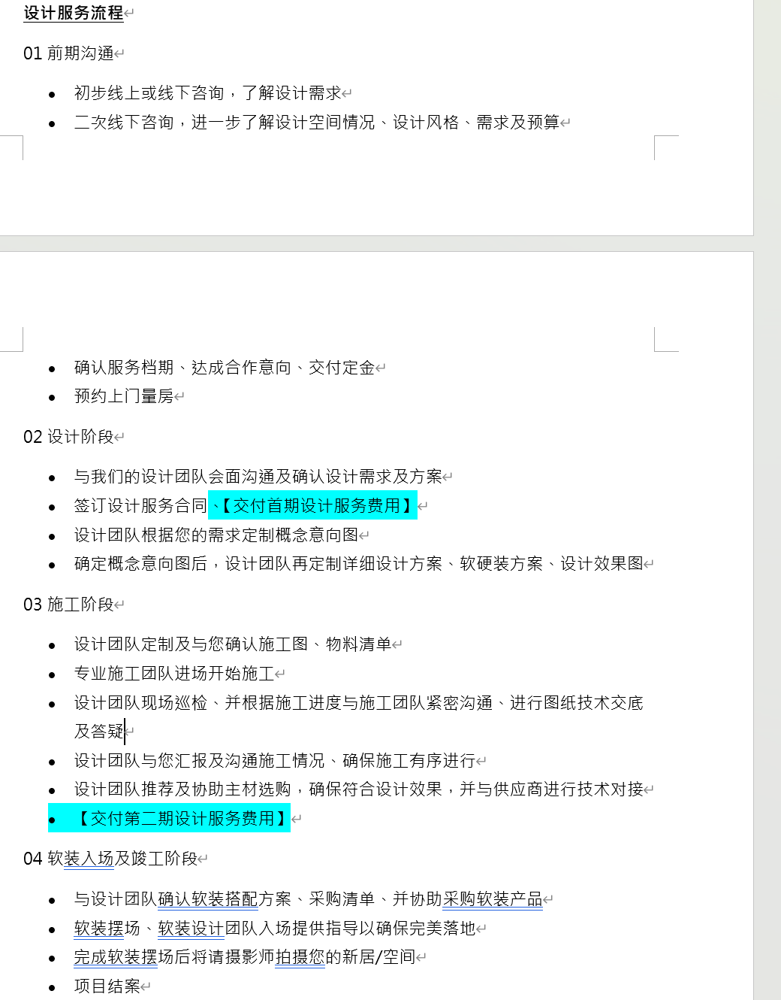 设计服务流程
01 前期沟通
初步线上或线下咨询，了解设计需求
二次线下咨询，进一步了解设计空间情况、设计风格、需求及预算
确认服务档期、达成合作意向、交付定金
预约上门量房
02 设计阶段
与我们的设计团队会面沟通及确认设计需求及方案
签订设计服务合同、【交付首期设计服务费用】
设计团队根据您的需求定制概念意向图
确定概念意向图后，设计团队再定制详细设计方案、软硬装方案、设计效果图
03 施工阶段
设计团队定制及与您确认施工图、物料清单
专业施工团队进场开始施工
设计团队现场巡检、并根据施工进度与施工团队紧密沟通、进行图纸技术交底
及答疑
设计团队与您汇报及沟通施工情况、确保施工有序进行
设计团队推荐及协助主材选购，确保符合设计效果，并与供应商进行技术对接
【交付第二期设计服务费用】
04 软装入场及竣工阶段
与设计团队确认软装搭配方案、采购清单、并协助采购软装产品
软装摆场、软装设计团队入场提供指导以确保完美落地
完成软装摆场后将请摄影师拍摄您的新居/空间
项目结案